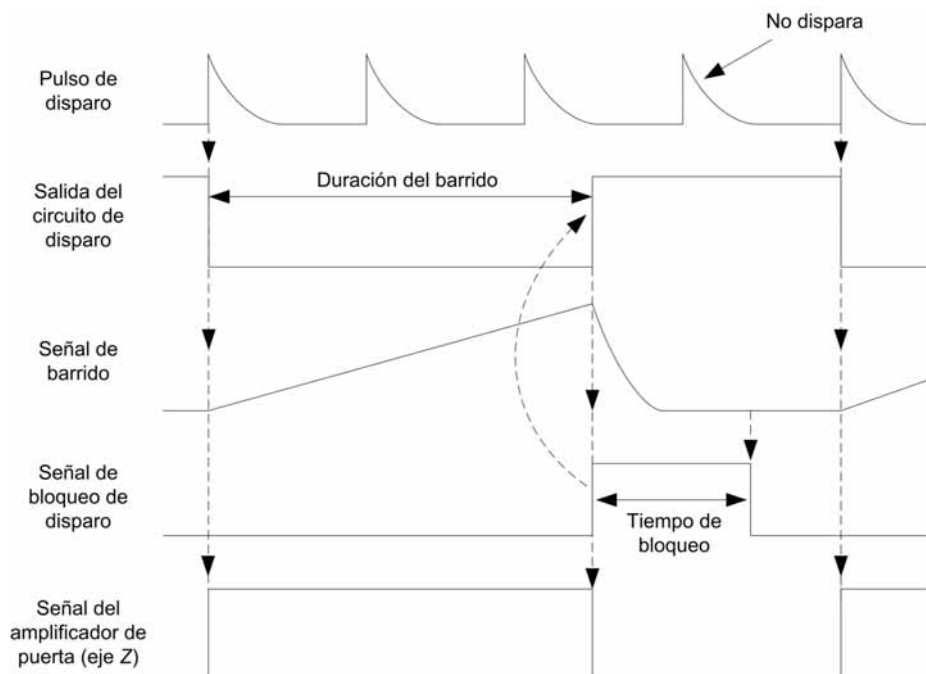 No dispara
Pulso de
disparo
Salida del
circuito de
disparo
Duración del barrido
Señal de
barrido
Señal de
bloqueo de
disparo
Tiempo de
bloqueo
Señal del
amplificador de
puerta (eje Z)